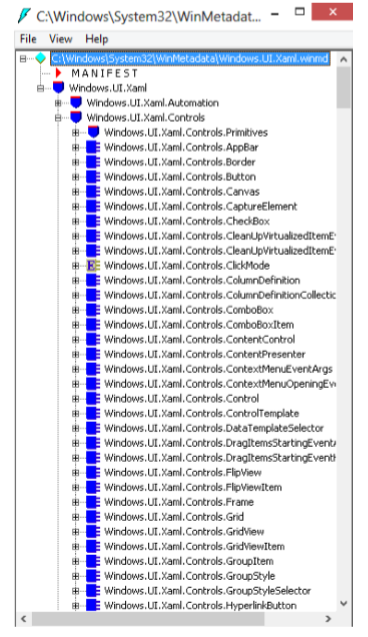 C:\Windows\System32\WinMetadat...
File View Help
C:\Windows\System32\WinMetadata\Windows.UI.Xaml.winmd
MANIFEST
Windows.UI.Xaml
Windows.UI.Xaml.Automation
Windows.UI.Xaml.Controls
Windows.UI.Xaml.Controls.Primitives
Windows.UI.Xaml.Controls.AppBar
Windows.UI.Xaml.Controls.Border
Windows.UI.Xaml.Controls.Button
Windows.UI.Xaml.Controls.Canvas
Windows.UI.Xaml.Controls.CaptureElement
Windows.UI.Xaml.Controls.CheckBox
Windows.UI.Xaml.Controls.CleanUpVirtualizedItemE
Windows.UI.Xaml.Controls.CleanUpVirtualizedItemE
E Windows.UI.Xaml.Controls.ClickMode
Windows.UI.Xaml.Controls.ColumnDefinition
Windows.UI.Xaml.Controls.ColumnDefinitionCollectic
Windows.UI.Xaml.Controls.ComboBox
Windows.UI.Xaml.Controls.ComboBoxItem
Windows.UI.Xaml.Controls.ContentControl
Windows.UI.Xaml.Controls.ContentPresenter
Windows.UI.Xaml.Controls.ContextMenuEventArgs
Windows.UI.Xaml.Controls.ContextMenuOpeningEv
Windows.UI.Xaml.Controls.Control
Windows.UI.Xaml.Controls.ControlTemplate
Windows.UI.Xaml.Controls.DataTemplateSelector
Windows.UI.Xaml.Controls.DragItemsStartingEventA
Windows.UI.Xaml.Controls.DragItemsStartingEventH
Windows.UI.Xaml.Controls.FlipView
Windows.UI.Xaml.Controls.FlipViewItem
Windows.UI.Xaml.Controls.Frame
Windows.UI.Xaml.Controls.Grid
Windows.UI.Xaml.Controls.GridView
Windows.UI.Xaml.Controls.GridViewItem
Windows.UI.Xaml.Controls.GroupItem
Windows.UI.Xaml.Controls.GroupStyle
Windows.UI.Xaml.Controls.GroupStyleSelector
Windows.UI.Xaml.Controls.HyperlinkButton